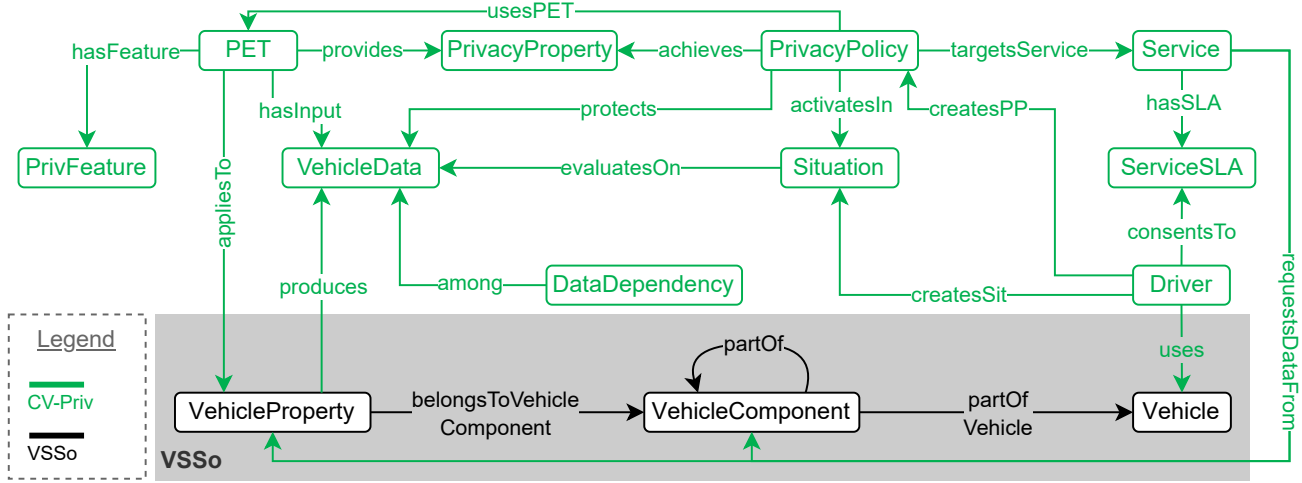 usesPET
hasFeature
PET
provides
PrivacyProperty
achieves
PrivacyPolicy
targetsService
Service
hasInput
protects
activatesIn
createsPP
hasSLA
PrivFeature
VehicleData
evaluatesOn
Situation
ServiceSLA
appliesTo
consentsTo
produces
among
DataDependency
createsSit
Driver
requestsDataFrom
Legend
CV-Priv
VSSo
partOf
uses
VehicleProperty
belongsToVehicle
Component
VehicleComponent
partOf
Vehicle
Vehicle
VSSo